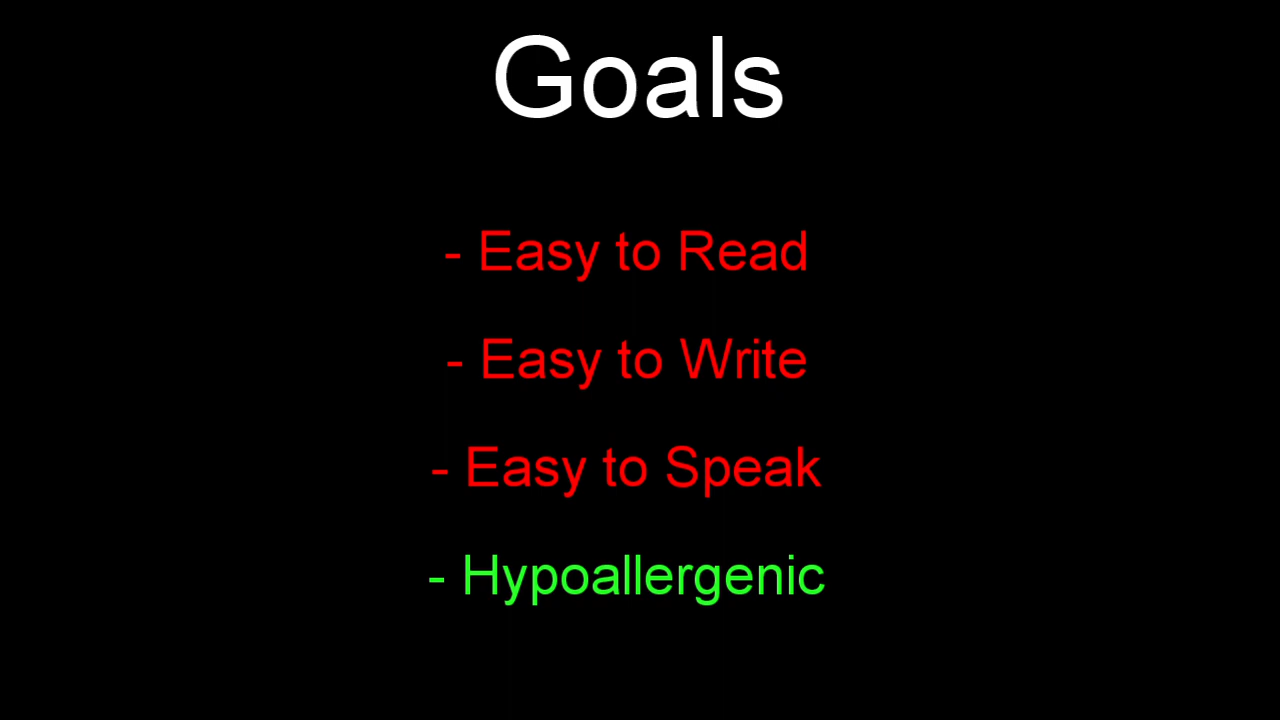 Goals
- Easy to Read
- Easy to Write
- Easy to Speak
- Hypoallergenic